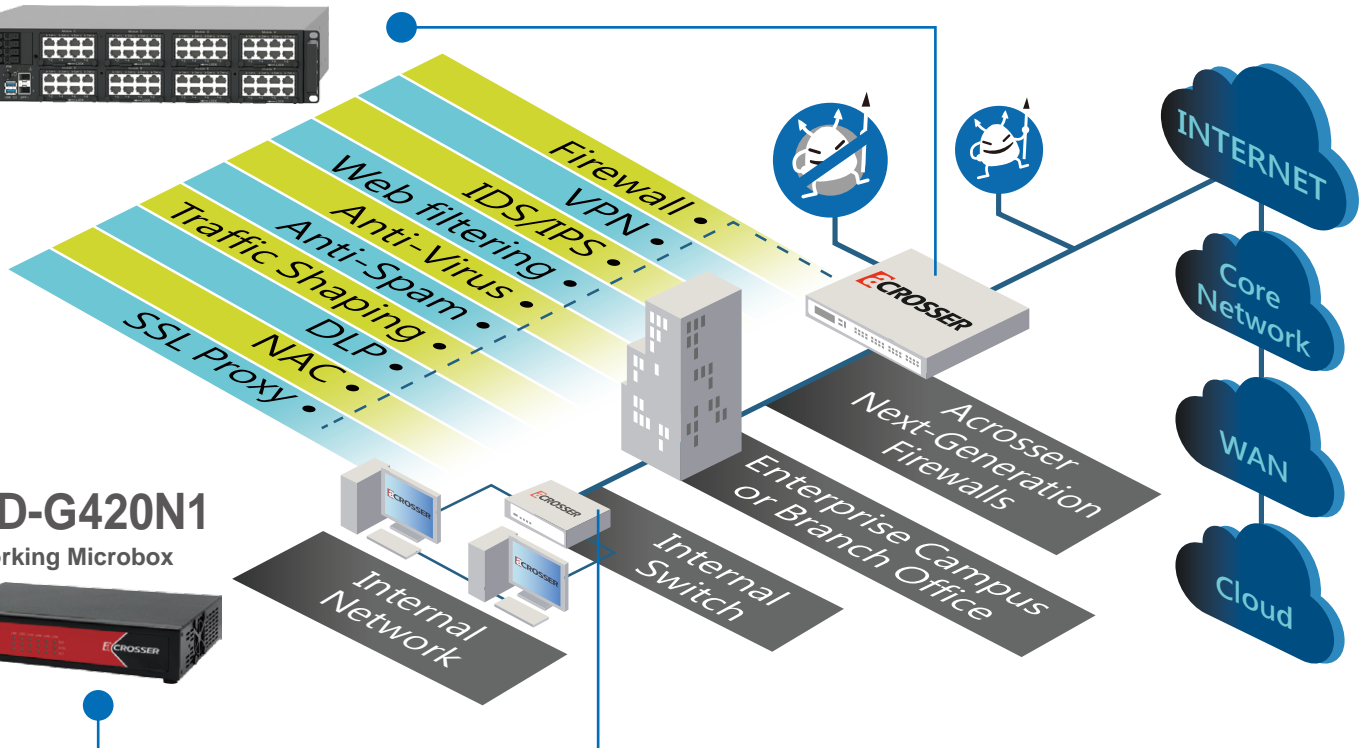 Firewall •
VPN •
IDS/IPS •
Web filtering •
Anti-Virus •
Anti-Spam •
Traffic Shaping •
DLP •
NAC •
SSL Proxy •
INTERNET
Core
Network
WAN
Cloud
ACROSSER
Acrosser
Next-Generation
Firewalls
Enterprise Campus
or Branch Office
ACROSSER
Internal
Switch
ACROSSER
ACROSSER
Internal
Network
D-G420N1
orking Microbox
ACROSSER